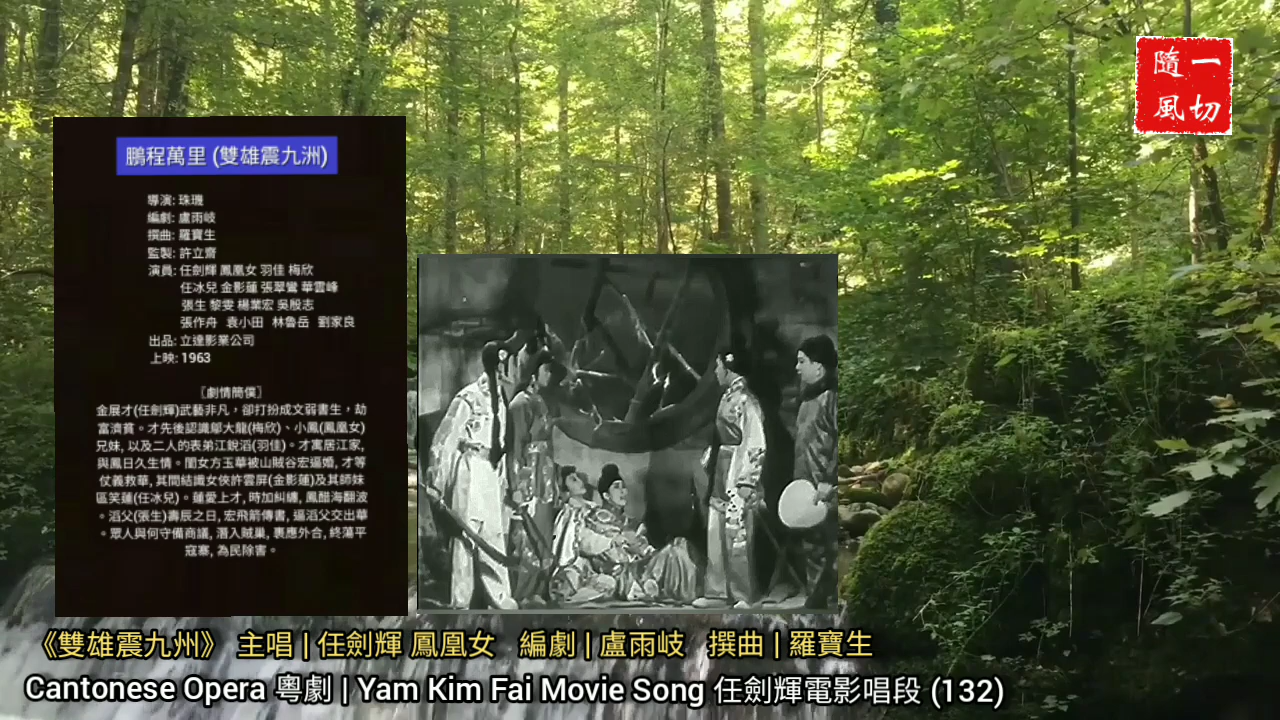 隨一
風切
鵬程萬里 (雙雄震九洲)
導演: 珠璣
編劇: 盧雨岐
撰曲: 羅寶生
監製: 許立齋
演員: 任劍輝 鳳凰女 羽佳 梅欣
任冰兒 金影蓮 張翠鸞 華雲峰
張生 黎雯 楊業宏 吳殷志
張作舟 袁小田 林魯岳 劉家良
出品: 立達影業公司
上映: 1963
〖劇情簡僕〗
金展才(任劍輝)武藝非凡，卻打扮成文弱書生，劫
富濟貧。才先後認識鄔大龍(梅欣)、小鳳(鳳凰女)
兄妹, 以及二人的表弟江銳滔(羽佳)。才寓居江家,
與鳳日久生情。閨女方玉華被山賊谷宏逼婚, 才等
仗義救華, 其間結識女俠許雲屏(金影蓮)及其師妹
區笑蓮(任冰兒)。蓮愛上才, 時加糾纏, 鳳醋海翻波
。滔父(張生)壽辰之日, 宏飛箭傳書, 逼滔父交出華
。眾人與何守備商議, 潛入賊巢, 裏應外合, 終蕩平
寇寨, 為民除害。
《雙雄震九州》 主唱 | 任劍輝 鳳凰女 編劇 | 盧雨岐 撰曲 | 羅寶生
Cantonese Opera 粵劇 | Yam Kim Fai Movie Song 任劍輝電影唱段 (132)